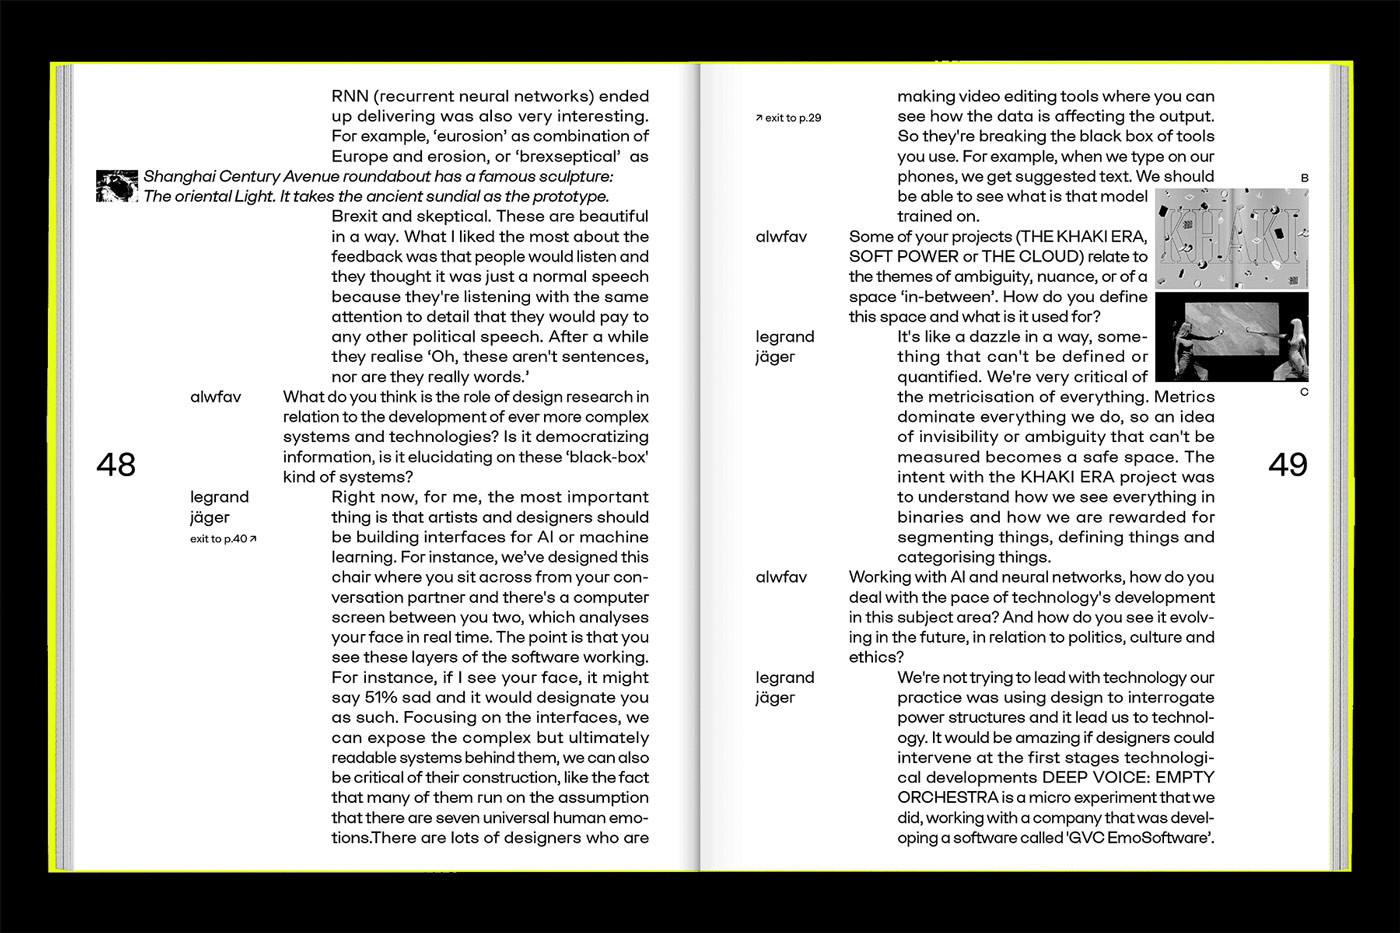 RNN (recurrent neural networks) ended
up delivering was also very interesting.
For example, ‘eurosion’ as combination of
Europe and erosion, or ‘brexseptical’ as
Shanghai Century Avenue roundabout has a famous sculpture:
The oriental Light. It takes the ancient sundial as the prototype.
Brexit and skeptical. These are beautiful
in a way. What I liked the most about the
feedback was that people would listen and
they thought it was just a normal speech
because they're listening with the same
attention to detail that they would pay to
any other political speech. After a while
they realise ‘Oh, these aren't sentences,
nor are they really words.’
alwfav
What do you think is the role of design research in
relation to the development of ever more complex
systems and technologies? Is it democratizing
information, is it elucidating on these ‘black-box'
kind of systems?
48
legrand
jäger
exit to p.40↗
Right now, for me, the most important
thing is that artists and designers should
be building interfaces for AI or machine
learning. For instance, we’ve designed this
chair where you sit across from your con-
versation partner and there's a computer
screen between you two, which analyses
your face in real time. The point is that you
see these layers of the software working.
For instance, if I see your face, it might
say 51% sad and it would designate you
as such. Focusing on the interfaces, we
can expose the complex but ultimately
readable systems behind them, we can also
be critical of their construction, like the fact
that many of them run on the assumption
that there are seven universal human emo-
tions.There are lots of designers who are
↗ exit to p.29
making video editing tools where you can
see how the data is affecting the output.
So they're breaking the black box of tools
you use. For example, when we type on our
phones, we get suggested text. We should
be able to see what is that model
trained on.
B
KHAKI
C
alwfav
Some of your projects (THE KHAKI ERA,
SOFT POWER or THE CLOUD) relate to
the themes of ambiguity, nuance, or of a
space ‘in-between’. How do you define
this space and what is it used for?
legrand
jäger
It's like a dazzle in a way, some-
thing that can't be defined or
quantified. We're very critical of
the metricisation of everything. Metrics
dominate everything we do, so an idea
of invisibility or ambiguity that can't be
measured becomes a safe space. The
intent with the KHAKI ERA project was
to understand how we see everything in
binaries and how we are rewarded for
segmenting things, defining things and
categorising things.
49
alwfav
Working with AI and neural networks, how do you
deal with the pace of technology's development
in this subject area? And how do you see it evolv-
ing in the future, in relation to politics, culture and
ethics?
legrand
jäger
We're not trying to lead with technology our
practice was using design to interrogate
power structures and it lead us to technol-
ogy. It would be amazing if designers could
intervene at the first stages technologi-
cal developments DEEP VOICE: EMPTY
ORCHESTRA is a micro experiment that we
did, working with a company that was devel-
oping a software called 'GVC EmoSoftware’.